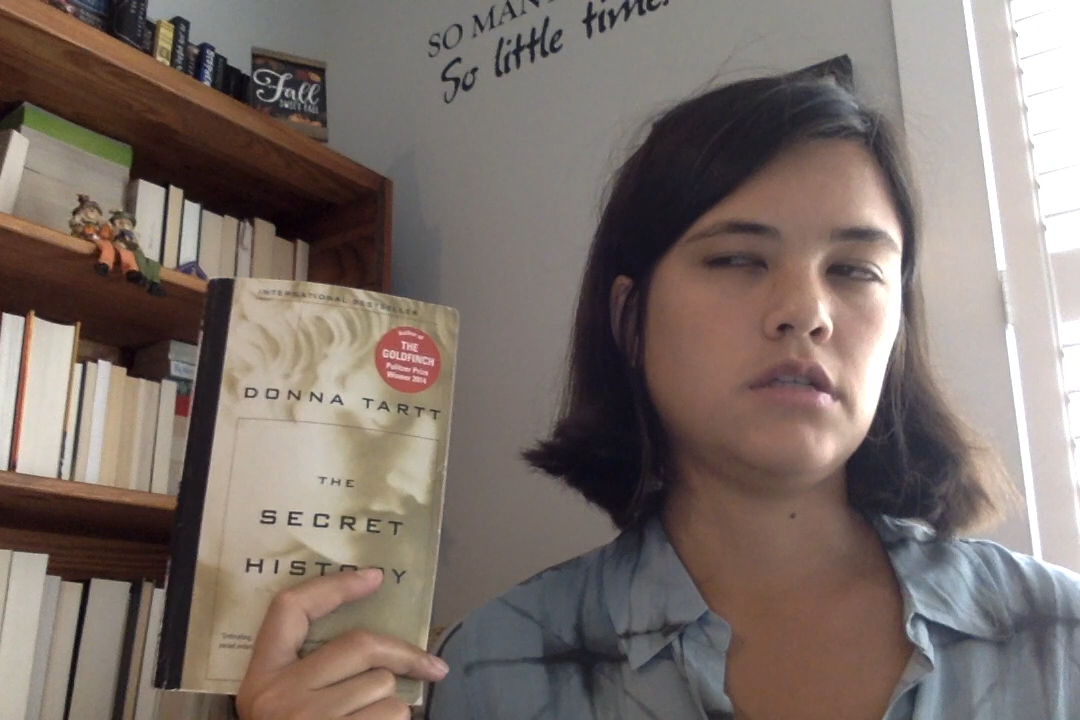 SO MAN
So little time.
Fall
INTERNATIONAL BESTSELLER
Author of
THE
GOLDFINCH
Pulitzer Prize
Winner 2014
DONNA TARTT
THE
SECRET
HISTORY